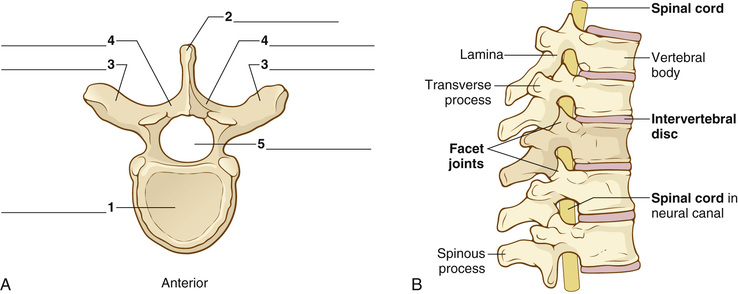 2
4
4
3
3
5
1
A
Anterior
Spinal cord
Lamina
Vertebral
body
Transverse
process
Intervertebral
disc
Facet
joints
Spinal cord in
neural canal
Spinous
process
B